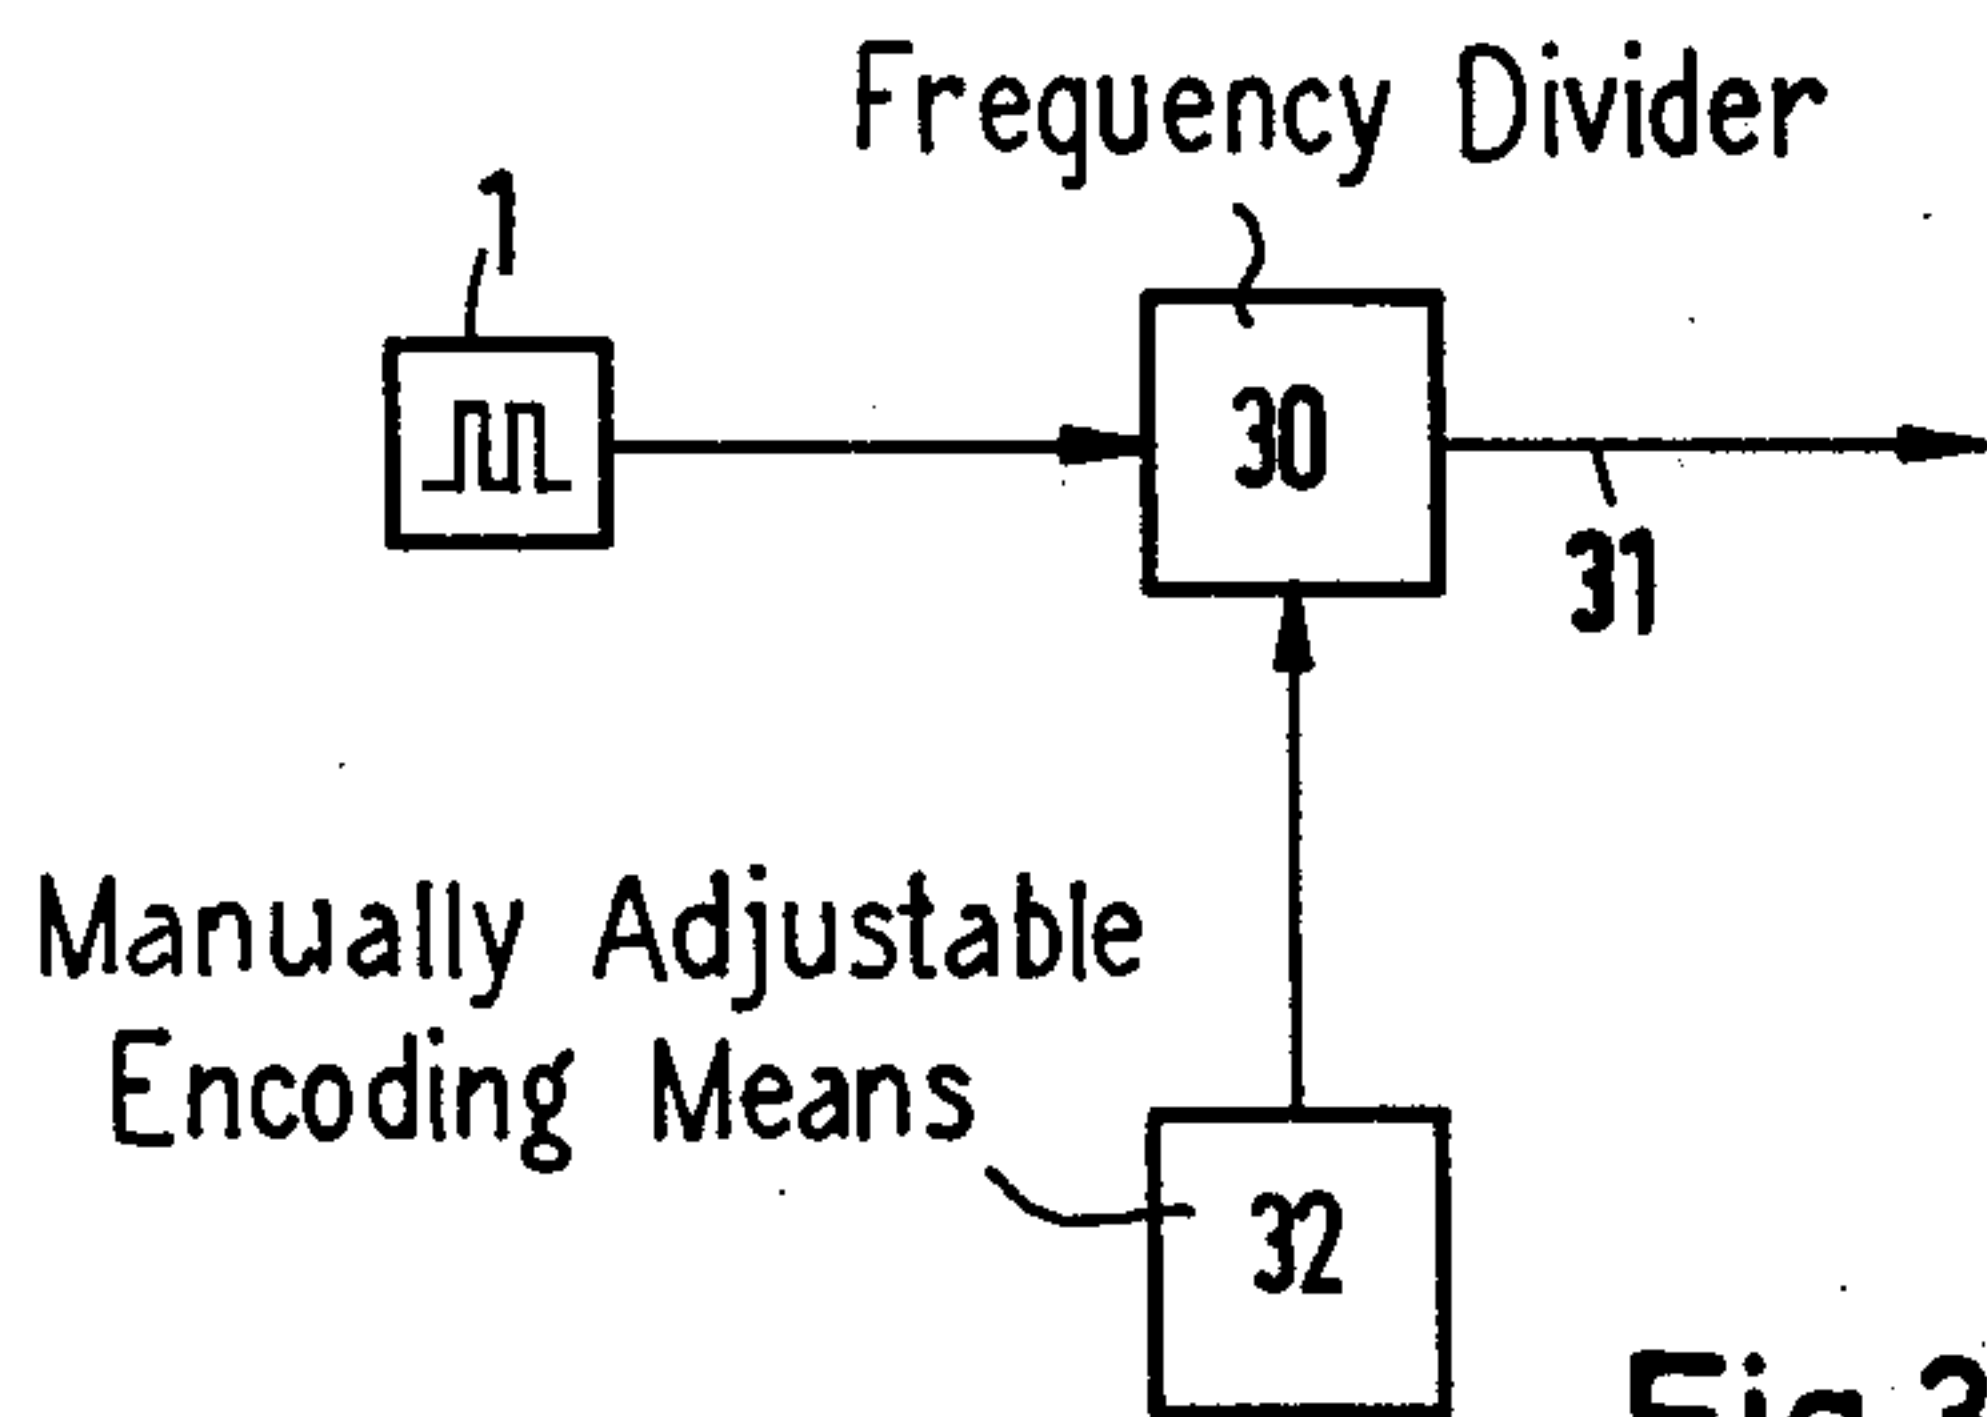 Frequency Divider
1
30
31
Manually Adjustable
Encoding Means
32